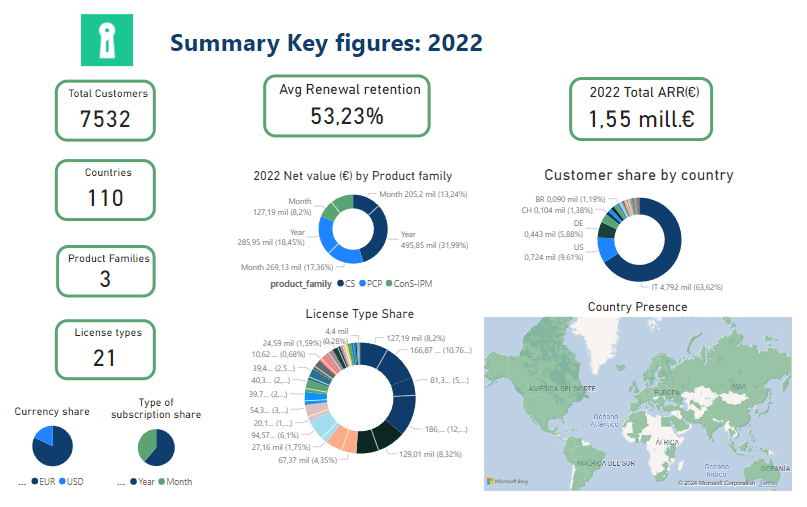 Summary Key figures: 2022
Total Customers
7532
Avg Renewal retention
53,23%
2022 Total ARR(€)
1,55 mill.€
Countries
110
Product Families
3
License types
21
2022 Net value (€) by Product family
Month 205,2 mil (13,24%)
Month
127,19 mil (8,2%)
Year
285,95 mil (18,45%)
Year
495,85 mil (31,99%)
Month 269,13 mil (17,36%)
product_family CS PCP ConS-IPM
Customer share by country
BR 0,090 mil (1,19%)
CH 0,104 mil (1,38%)
DE
0,443 mil (5,88%)
US
0,724 mil (9,61%)
IT 4,792 mil (63,62%)
License Type Share
4,4 mil
(0,28%)
24,59 mil (1,59%)
127,19 mil (8,2%)
10,62 ... (0,68%)
166,87 ... (10,76...)
39,4... (2,5...)
81,3... (5,...)
40,3... (2,...)
39,7... (2,...)
54,3... (3,...)
186,... (12,...)
20,1... (1,...)
94,57... (6,1%)
27,16 mil (1,75%)
129,01 mil (8,32%)
67,37 mil (4,35%)
Country Presence
AMÉRICA DEL NORTE
EUROPA
ASIA
Océano
Atlántico
ÁFRICA
AMÉRICA DEL SUR
Océano
Índico
OCEANÍA
Microsoft Bing
© 2024 Microsoft Corporation Terms
Currency share
... EUR USD
Type of
subscription share
... Year Month